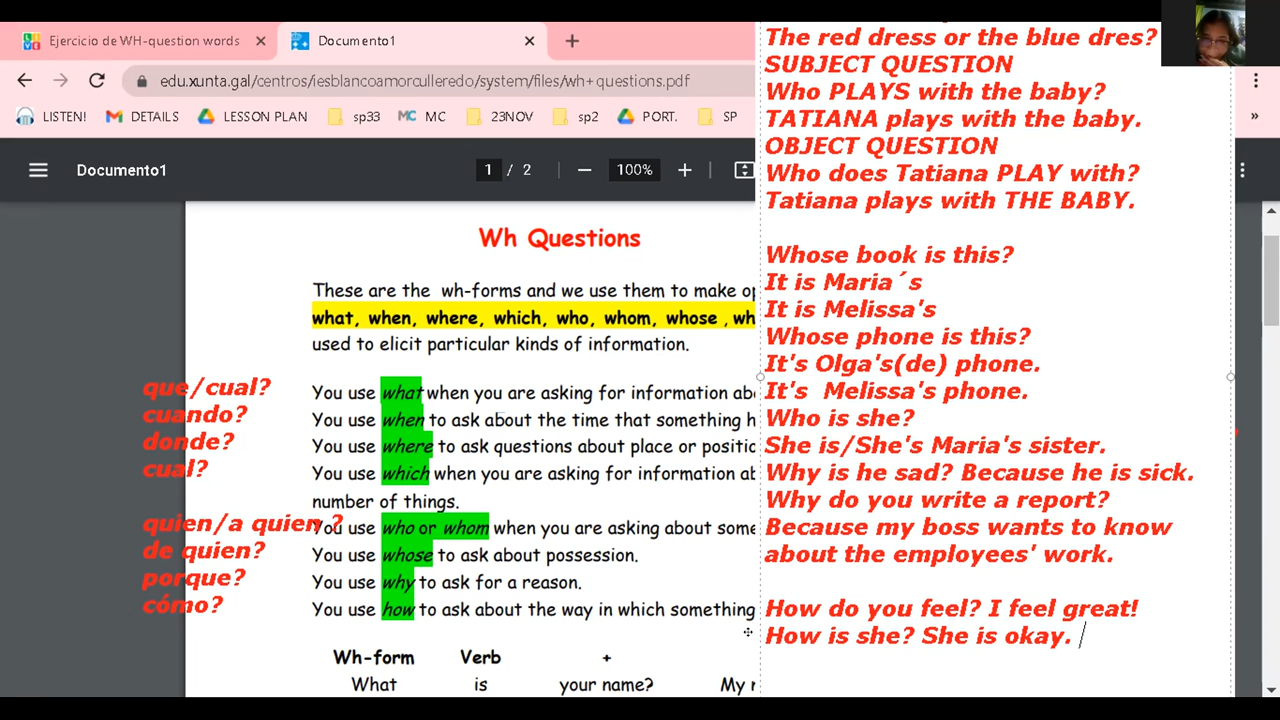 Ejercicio de WH-question words
Documento1
edu.xunta.gal/centros/iesblancoamorculleredo/system/files/wh+questions.pdf
LISTEN!
DETAILS
LESSON PLAN
sp33
MC
MC
23NOV
sp2
PORT.
SP
»
Documento1
1 / 2
100%
Wh Questions
These are the wh-forms and we use them to make op
what, when, where, which, who, whom, whose , wh
used to elicit particular kinds of information.
que/cual?
You use what when you are asking for information abo
cuando?
You use when to ask about the time that something h
donde?
You use where to ask questions about place or positio
cual?
You use which when you are asking for information ab
number of things.
quien/a quien ?
You use who or whom when you are asking about some
de quien?
You use whose to ask about possession.
porque?
You use why to ask for a reason.
cómo?
You use how to ask about the way in which something
Wh-form Verb +
What is your name? My n
The red dress or the blue dres?
SUBJECT QUESTION
Who PLAYS with the baby?
TATIANA plays with the baby.
OBJECT QUESTION
Who does Tatiana PLAY with?
Tatiana plays with THE BABY.
Whose book is this?
It is Maria´s
It is Melissa's
Whose phone is this?
It's Olga's(de) phone.
It's Melissa's phone.
Who is she?
She is/She's Maria's sister.
Why is he sad? Because he is sick.
Why do you write a report?
Because my boss wants to know
about the employees' work.
How do you feel? I feel great!
How is she? She is okay.